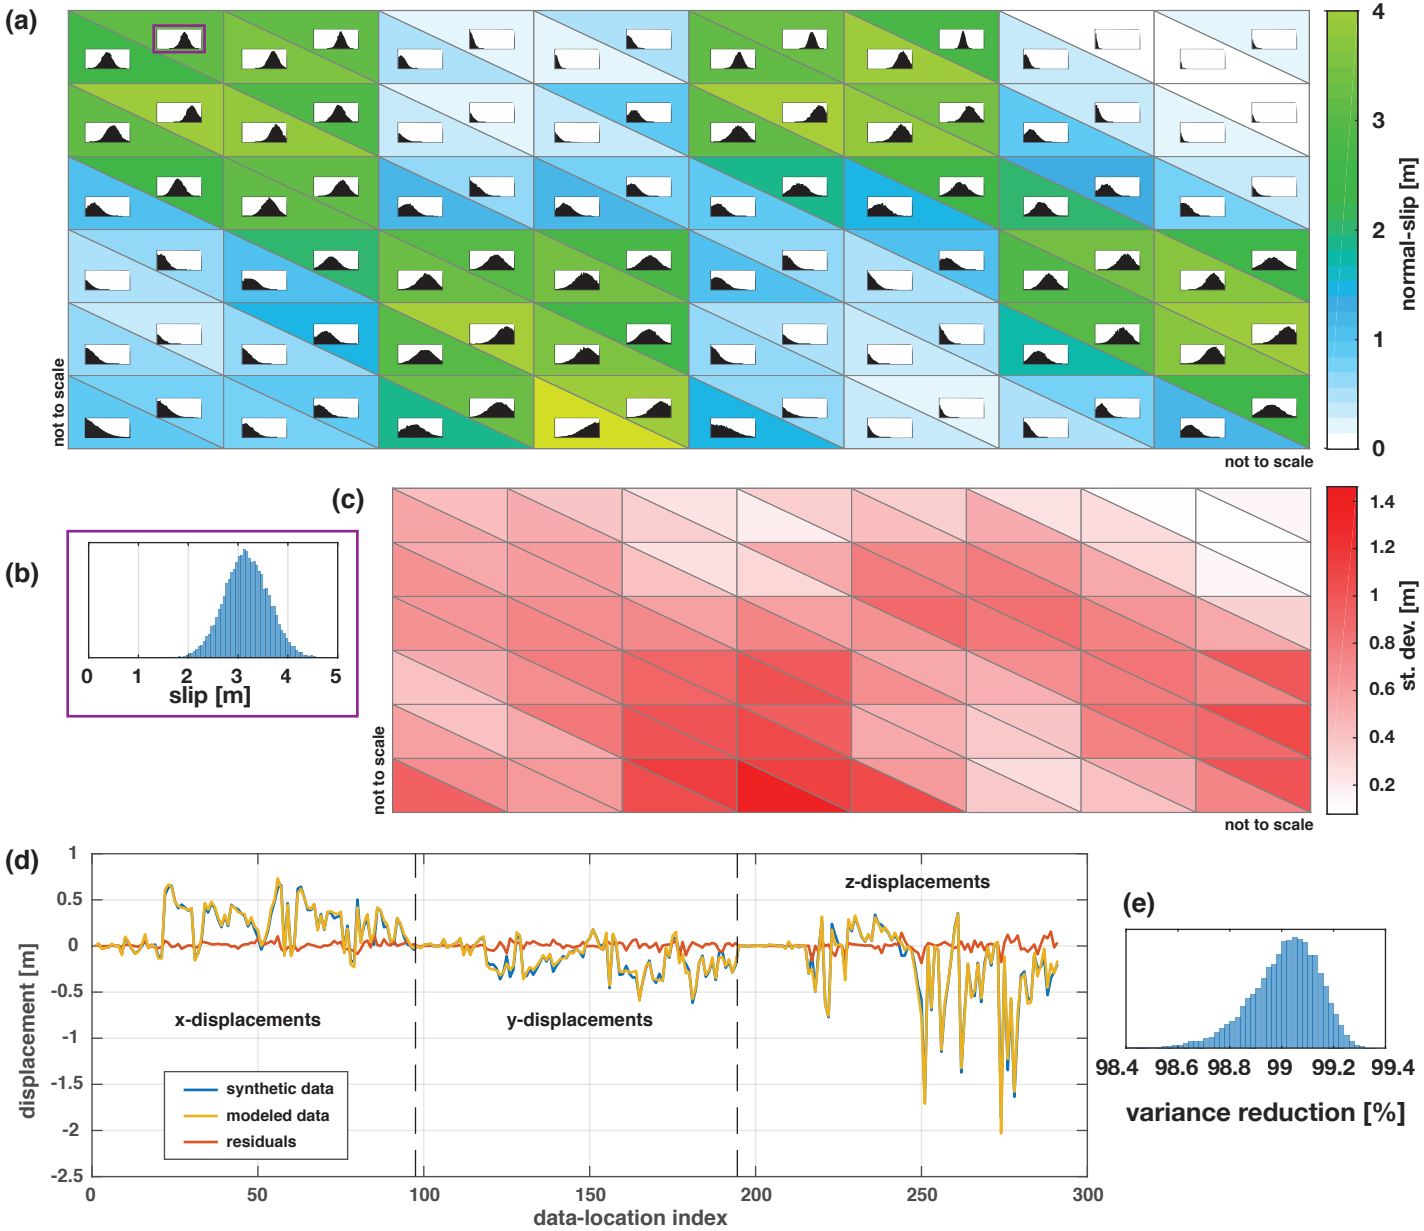 (a)
4
3
2
1
0
normal-slip [m]
not to scale
not to scale
(b)
0 1 2 3 4 5
slip [m]
(c)
1.4
1.2
1
0.8
0.6
0.4
0.2
st. dev. [m]
not to scale
not to scale
(d)
1
0.5
0
-0.5
-1
-1.5
-2
-2.5
displacement [m]
x-displacements
y-displacements
z-displacements
synthetic data
modeled data
residuals
0 50 100 150 200 250 300
data-location index
(e)
98.4 98.6 98.8 99 99.2 99.4
variance reduction [%]